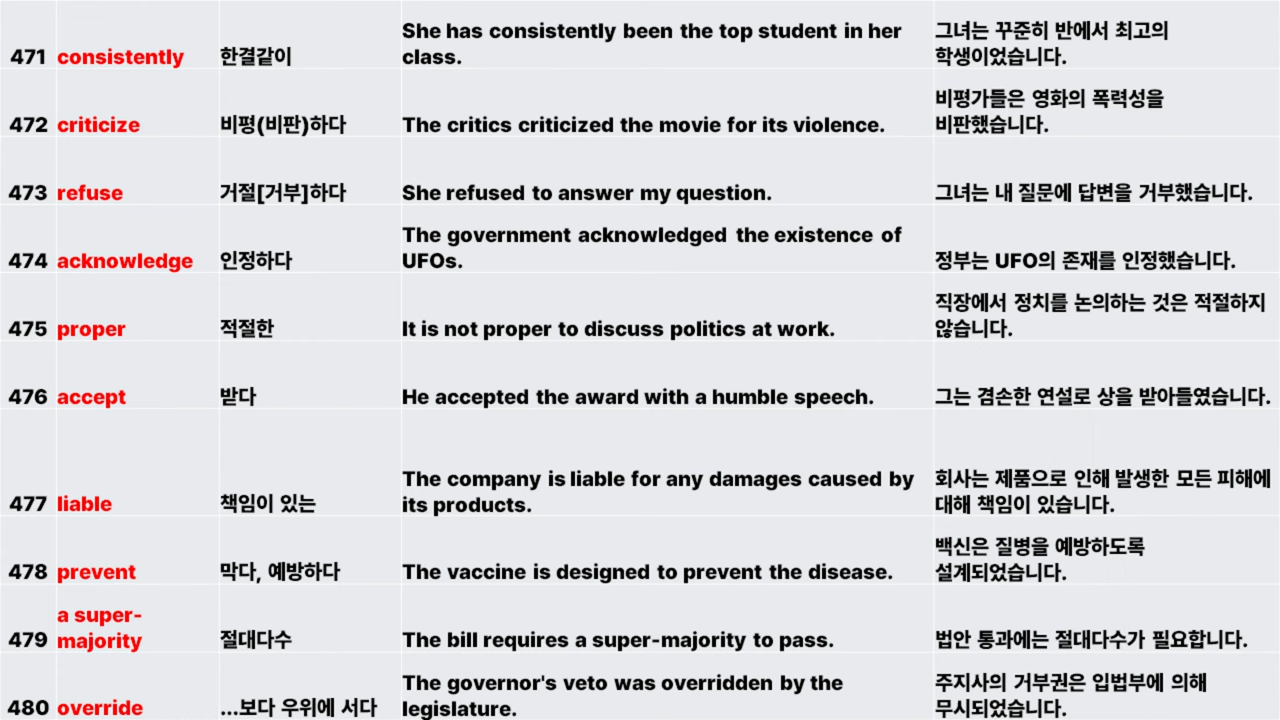 She has consistently been the top student in her 그녀는 꾸준히 반에서 최고의
471 consistently 한결같이 class. 학생이었습니다.
비평가들은 영화의 폭력성을
472 criticize 비평(비판)하다 The critics criticized the movie for its violence. 비판했습니다.
473 refuse 거절[거부]하다 She refused to answer my question. 그녀는 내 질문에 답변을 거부했습니다.
The government acknowledged the existence of
474 acknowledge 인정하다 UFOs. 정부는 UFO의 존재를 인정했습니다.
직장에서 정치를 논의하는 것은 적절하지
475 proper 적절한 It is not proper to discuss politics at work. 않습니다.
476 accept 받다 He accepted the award with a humble speech. 그는 겸손한 연설로 상을 받아들였습니다.
The company is liable for any damages caused by 회사는 제품으로 인해 발생한 모든 피해에
477 liable 책임이 있는 its products. 대해 책임이 있습니다.
백신은 질병을 예방하도록
478 prevent 막다, 예방하다 The vaccine is designed to prevent the disease. 설계되었습니다.
a super-
479 majority 절대다수 The bill requires a super-majority to pass. 법안 통과에는 절대다수가 필요합니다.
The governor's veto was overridden by the 주지사의 거부권은 입법부에 의해
480 override ...보다 우위에 서다 legislature. 무시되었습니다.